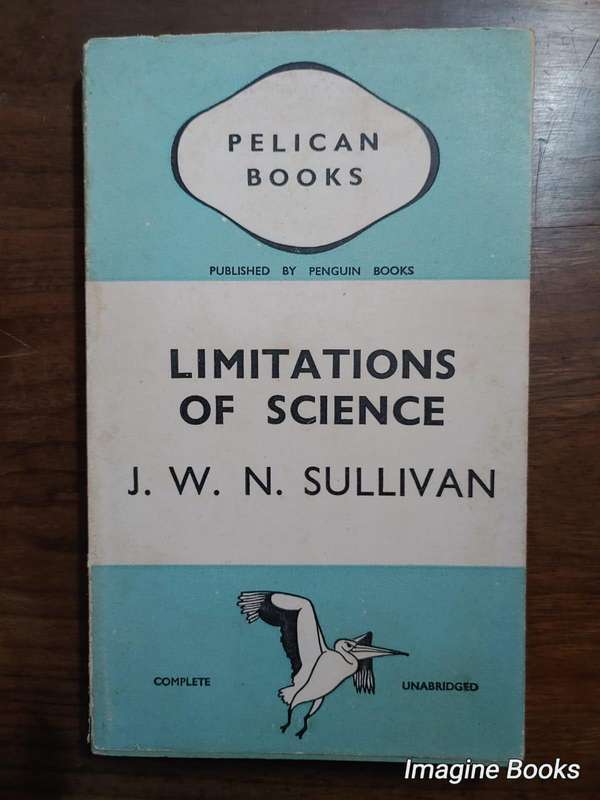 PELICAN
BOOKS
PUBLISHED BY PENGUIN BOOKS
LIMITATIONS
OF SCIENCE
J. W. N. SULLIVAN
COMPLETE UNABRIDGED
Imagine Books